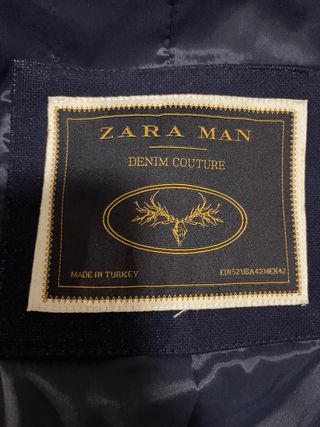 ZARA MAN
DENIM COUTURE
MADE IN TURKEY
EUR52USA42MEX42